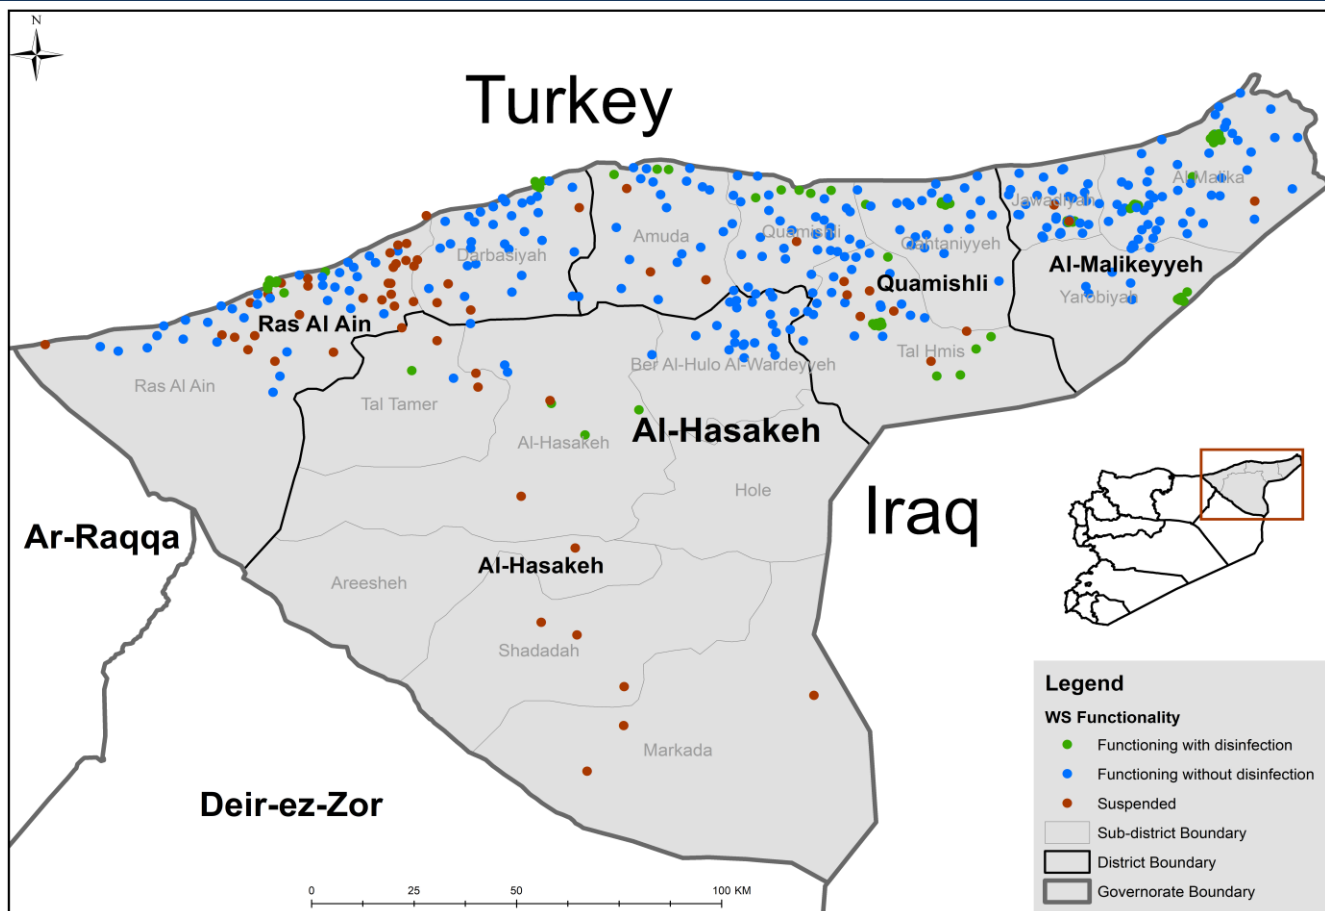 N
Turkey
Al-Malika
Jawadiyah
Darbasiyah
Amuda
Quamishli
Qahtaniyyeh
Al-Malikeyyeh
Quamishli
Yarobiyah
Ras Al Ain
Tal Hmis
Ber Al-Hulo Al-Wardeyyeh
Ras Al Ain
Tal Tamer
Al-Hasakeh
Al-Hasakeh
Hole
Iraq
Ar-Raqqa
Al-Hasakeh
Areesheh
Shadadah
Markada
Deir-ez-Zor
Legend
WS Functionality
Functioning with disinfection
Functioning without disinfection
Suspended
Sub-district Boundary
District Boundary
Governorate Boundary
0 25 50 100 KM